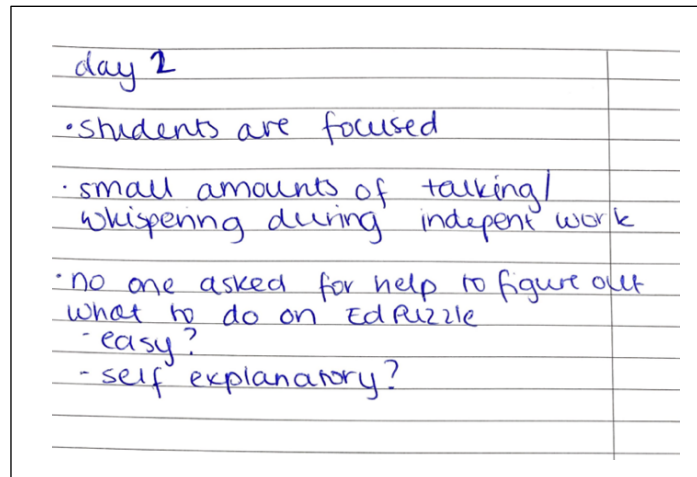 day 2
• students are focused
• small amounts of talking/
whispering during indepent work
• no one asked for help to figure out
what to do on EdPuzzle
- easy?
- self explanatory?